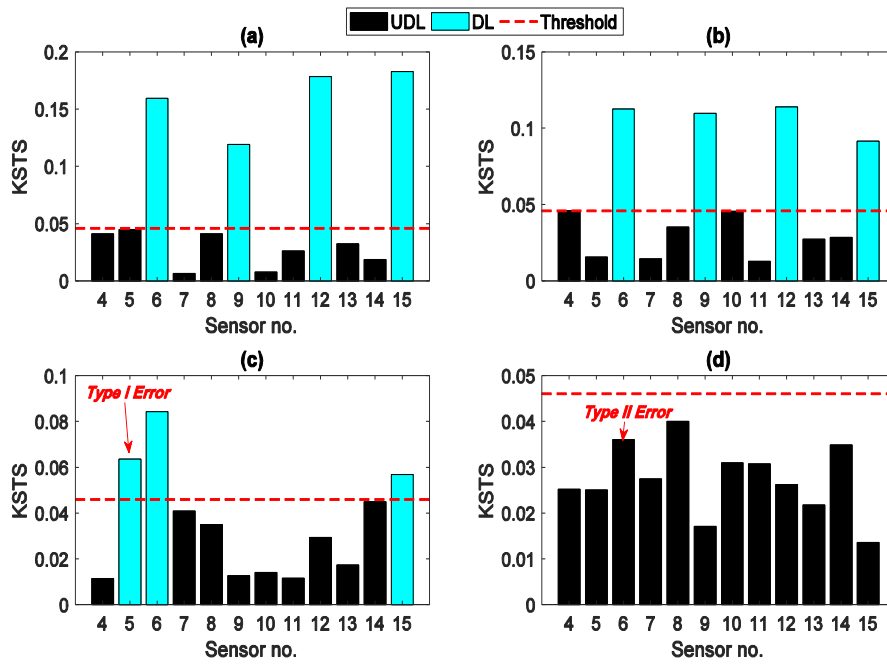 UDL DL Threshold
(a)
0.2
0.15
0.1
0.05
0
KSTS
4 5 6 7 8 9 10 11 12 13 14 15
Sensor no.
(b)
0.15
0.1
0.05
0
KSTS
4 5 6 7 8 9 10 11 12 13 14 15
Sensor no.
(c)
0.1
0.08
0.06
0.04
0.02
0
KSTS
Type I Error
4 5 6 7 8 9 10 11 12 13 14 15
Sensor no.
(d)
0.05
0.04
0.03
0.02
0.01
0
KSTS
Type II Error
4 5 6 7 8 9 10 11 12 13 14 15
Sensor no.